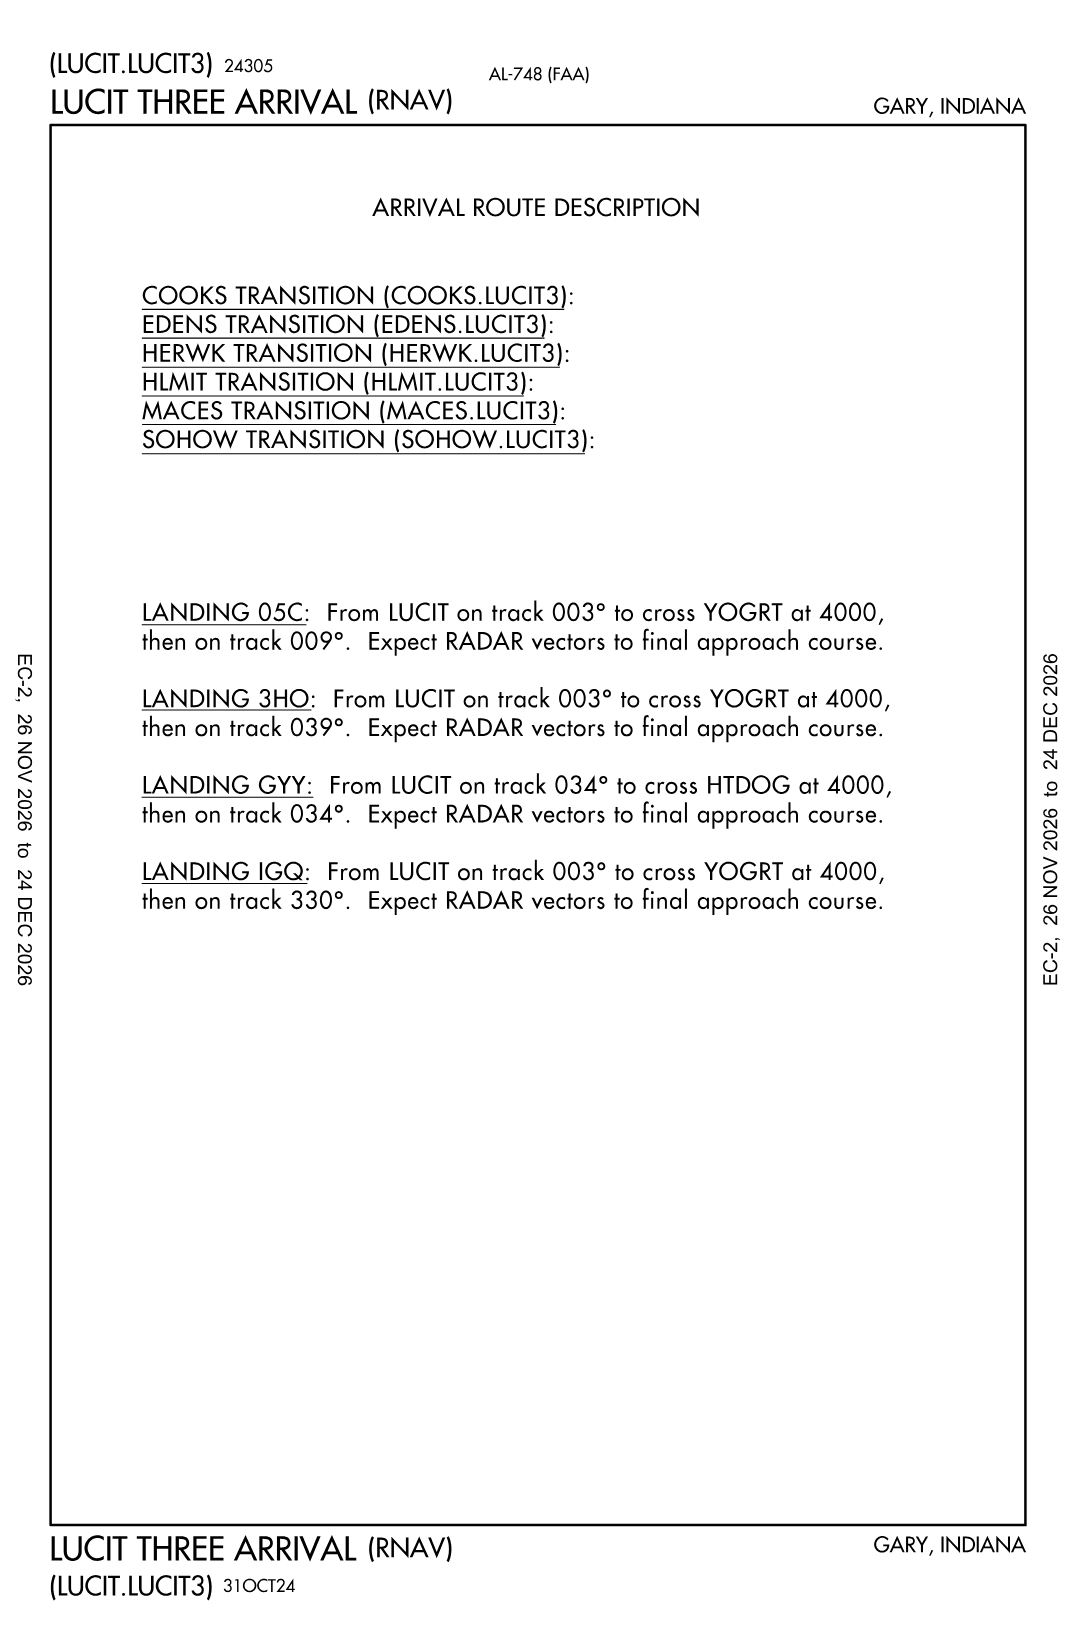 (LUCIT.LUCIT3) 24305
AL-748 (FAA)
LUCIT THREE ARRIVAL (RNAV)
GARY, INDIANA
ARRIVAL ROUTE DESCRIPTION
COOKS TRANSITION (COOKS.LUCIT3):
EDENS TRANSITION (EDENS.LUCIT3):
HERWK TRANSITION (HERWK.LUCIT3):
HLMIT TRANSITION (HLMIT.LUCIT3):
MACES TRANSITION (MACES.LUCIT3):
SOHOW TRANSITION (SOHOW.LUCIT3):
LANDING 05C: From LUCIT on track 003° to cross YOGRT at 4000,
then on track 009°. Expect RADAR vectors to final approach course.
LANDING 3HO: From LUCIT on track 003° to cross YOGRT at 4000,
then on track 039°. Expect RADAR vectors to final approach course.
LANDING GYY: From LUCIT on track 034° to cross HTDOG at 4000,
then on track 034°. Expect RADAR vectors to final approach course.
LANDING IGQ: From LUCIT on track 003° to cross YOGRT at 4000,
then on track 330°. Expect RADAR vectors to final approach course.
EC-2, 26 NOV 2026 to 24 DEC 2026
EC-2, 26 NOV 2026 to 24 DEC 2026
LUCIT THREE ARRIVAL (RNAV)
GARY, INDIANA
(LUCIT.LUCIT3) 31OCT24